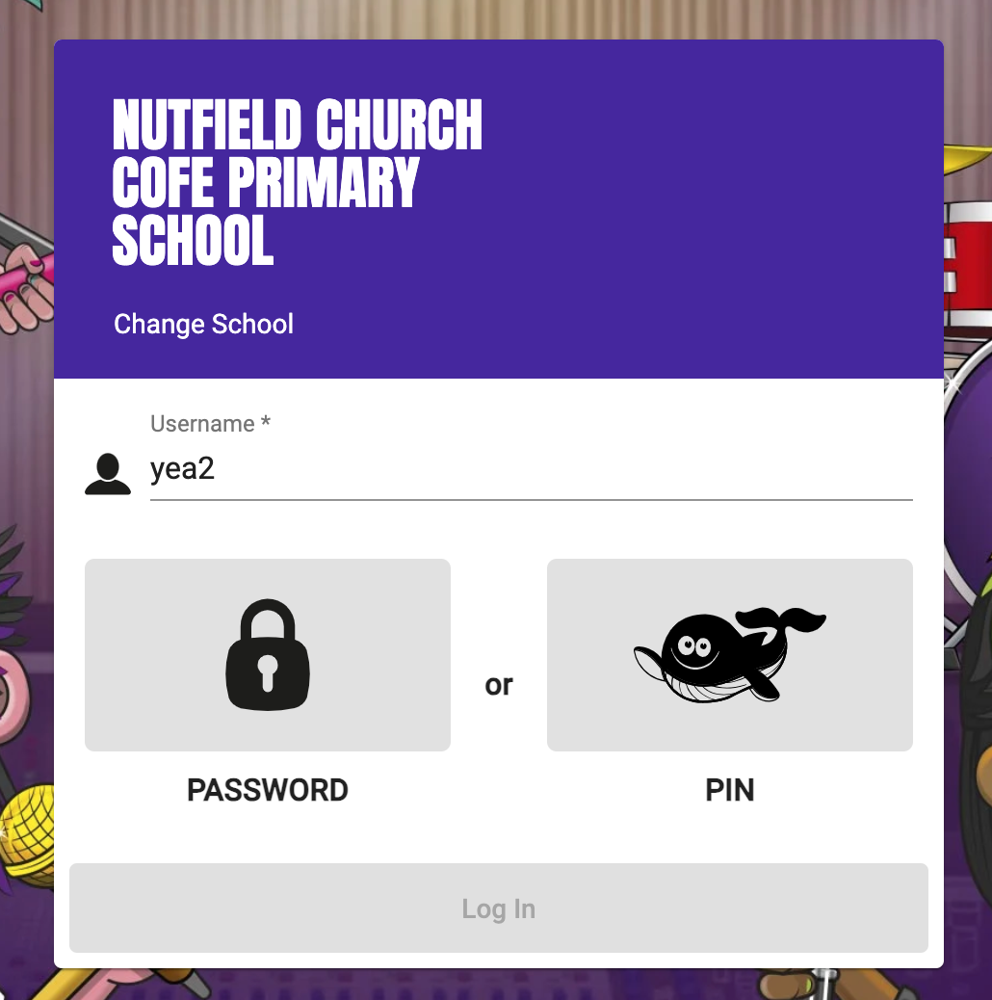 NUTFIELD CHURCH
COFE PRIMARY
SCHOOL
Change School
Username *
yea2
or
PASSWORD
PIN
Log In